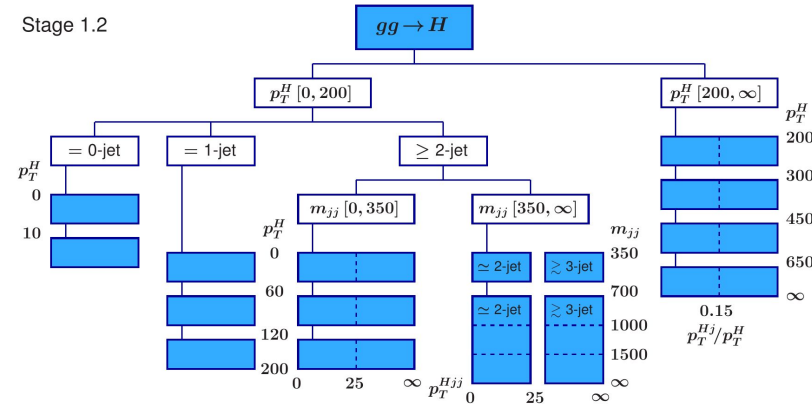 Stage 1.2
gg → H
p_T^H [0, 200]
p_T^H [200, ∞]
= 0-jet
= 1-jet
≥ 2-jet
m_jj [0, 350]
m_jj [350, ∞]
p_T^H
0
10
p_T^H
0
60
120
200
0
25
∞
≃ 2-jet
≳ 3-jet
≃ 2-jet
≳ 3-jet
m_jj
350
700
1000
1500
∞
p_T^Hjj
0
25
∞
p_T^H
200
300
450
650
∞
0.15
p_T^Hj/p_T^H